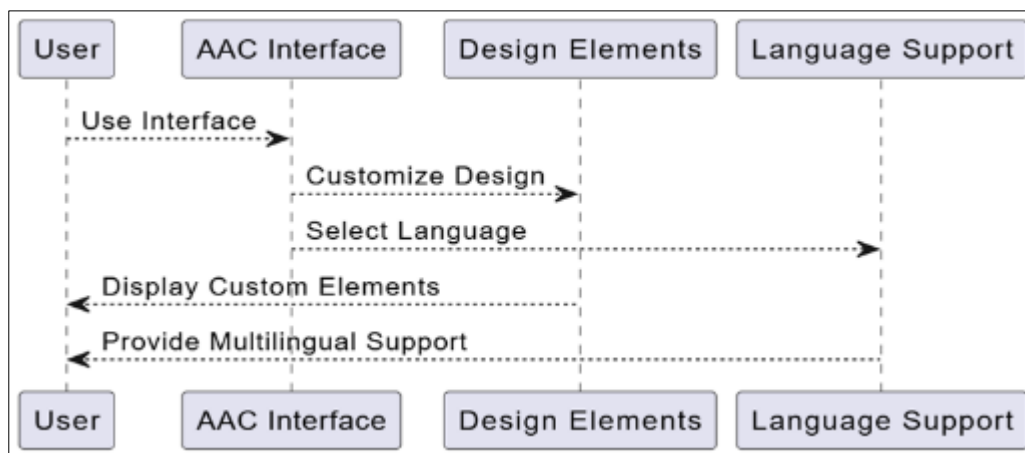 User AAC Interface Design Elements Language Support
Use Interface
Customize Design
Select Language
Display Custom Elements
Provide Multilingual Support
User AAC Interface Design Elements Language Support